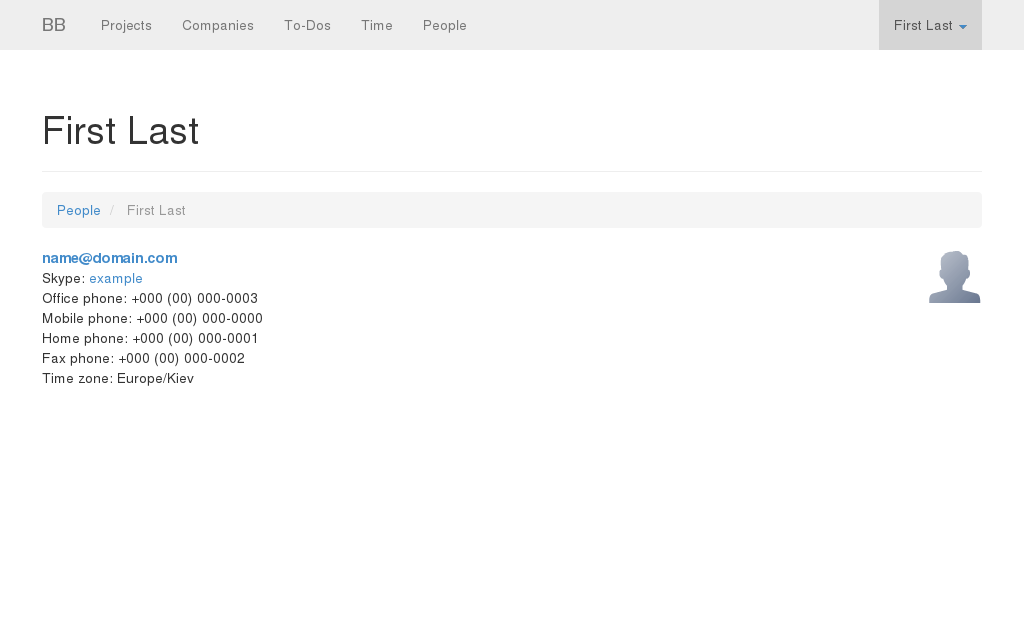 BB Projects Companies To-Dos Time People First Last
First Last
People / First Last
name@domain.com
Skype: example
Office phone: +000 (00) 000-0003
Mobile phone: +000 (00) 000-0000
Home phone: +000 (00) 000-0001
Fax phone: +000 (00) 000-0002
Time zone: Europe/Kiev